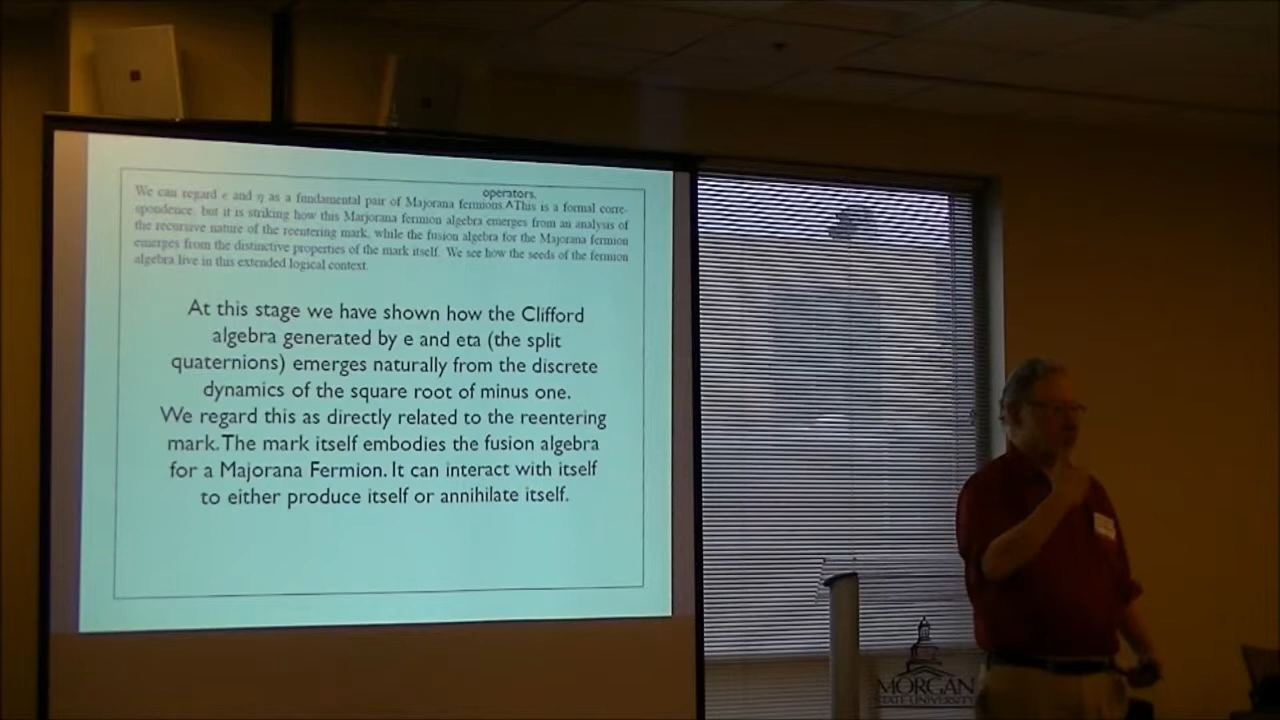 operators.
We can regard e and η as a fundamental pair of Majorana fermions.^This is a formal corre-
spondence, but it is striking how this Marjorana fermion algebra emerges from an analysis of
the recursive nature of the reentering mark, while the fusion algebra for the Majorana fermion
emerges from the distinctive properties of the mark itself. We see how the seeds of the fermion
algebra live in this extended logical context.
At this stage we have shown how the Clifford
algebra generated by e and eta (the split
quaternions) emerges naturally from the discrete
dynamics of the square root of minus one.
We regard this as directly related to the reentering
mark. The mark itself embodies the fusion algebra
for a Majorana Fermion. It can interact with itself
to either produce itself or annihilate itself.
MORGAN
STATE UNIVERSITY